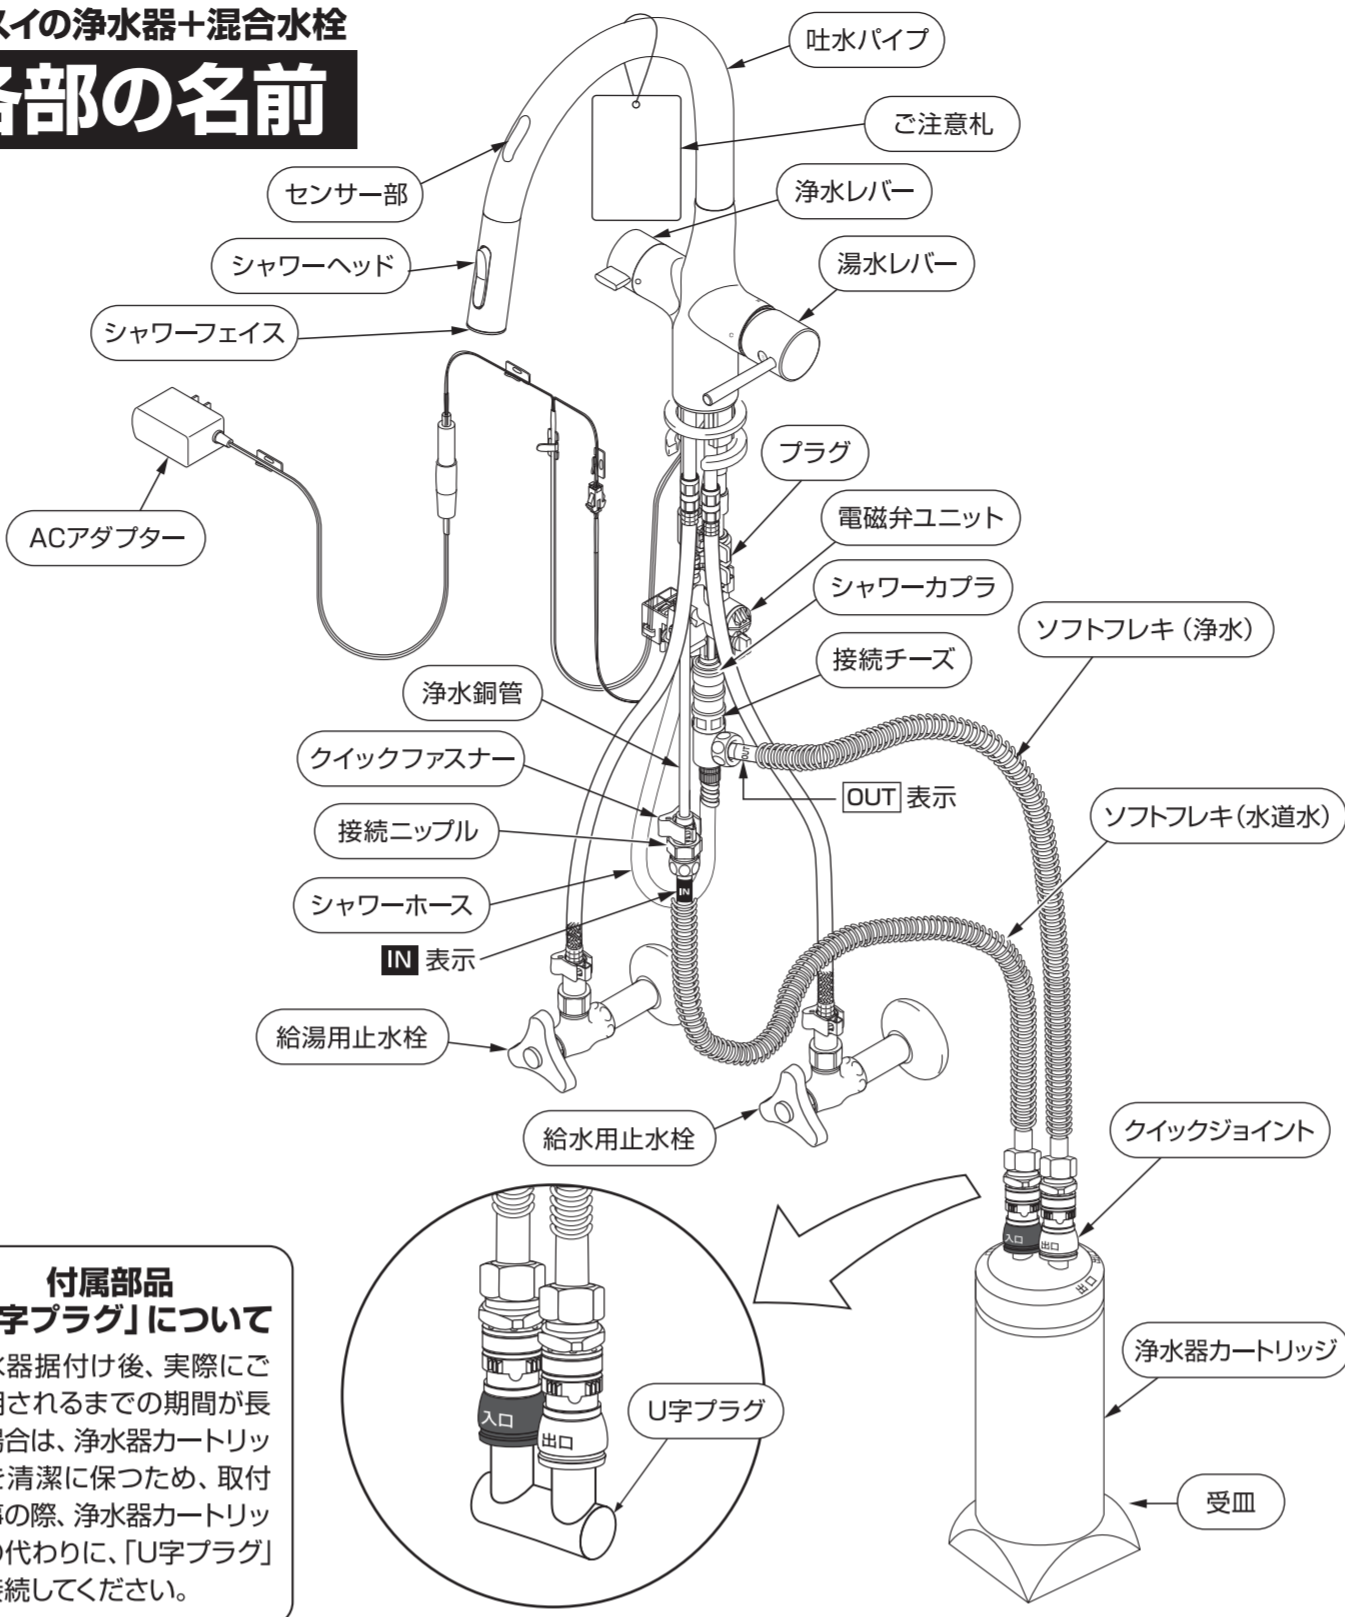 スイの浄水器＋混合水栓
各部の名前
吐水パイプ
ご注意札
センサー部
浄水レバー
シャワーヘッド
湯水レバー
シャワーフェイス
プラグ
ACアダプター
電磁弁ユニット
シャワーカプラ
ソフトフレキ（浄水）
接続チーズ
浄水銅管
クイックファスナー
OUT 表示
接続ニップル
ソフトフレキ（水道水）
IN
シャワーホース
IN 表示
給湯用止水栓
給水用止水栓
クイックジョイント
入口
出口
出口
浄水器カートリッジ
入口
出口
U字プラグ
受皿
付属部品
字プラグ」について
水器据付け後、実際にご
用されるまでの期間が長
場合は、浄水器カートリッ
を清潔に保つため、取付
事の際、浄水器カートリッ
の代わりに、「U字プラグ」
接続してください。